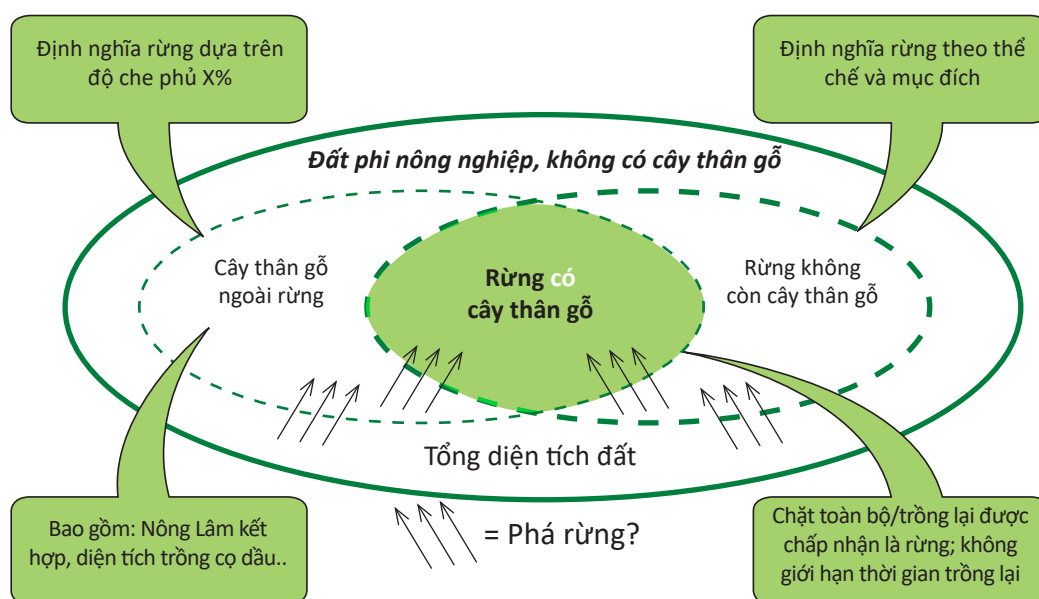 Định nghĩa rừng dựa trên
độ che phủ X%
Định nghĩa rừng theo thể
chế và mục đích
Đất phi nông nghiệp, không có cây thân gỗ
Cây thân gỗ
ngoài rừng
Rừng có
cây thân gỗ
Rừng không
còn cây thân gỗ
Tổng diện tích đất
Bao gồm: Nông Lâm kết
hợp, diện tích trồng cọ dầu..
= Phá rừng?
Chặt toàn bộ/trồng lại được
chấp nhận là rừng; không
giới hạn thời gian trồng lại